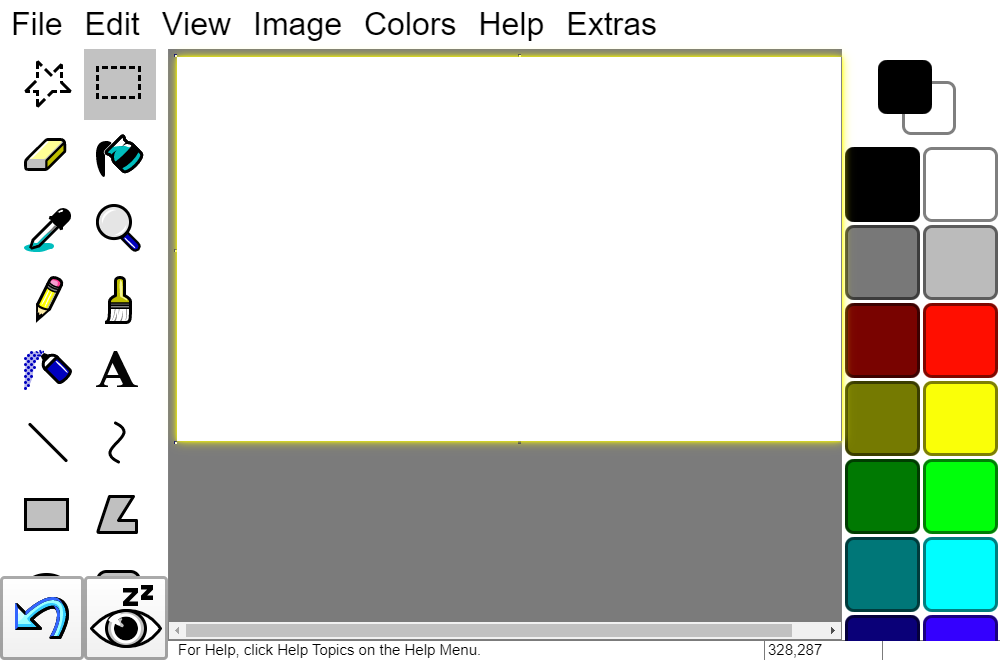 File Edit View Image Colors Help Extras
A
zz
For Help, click Help Topics on the Help Menu. 328,287